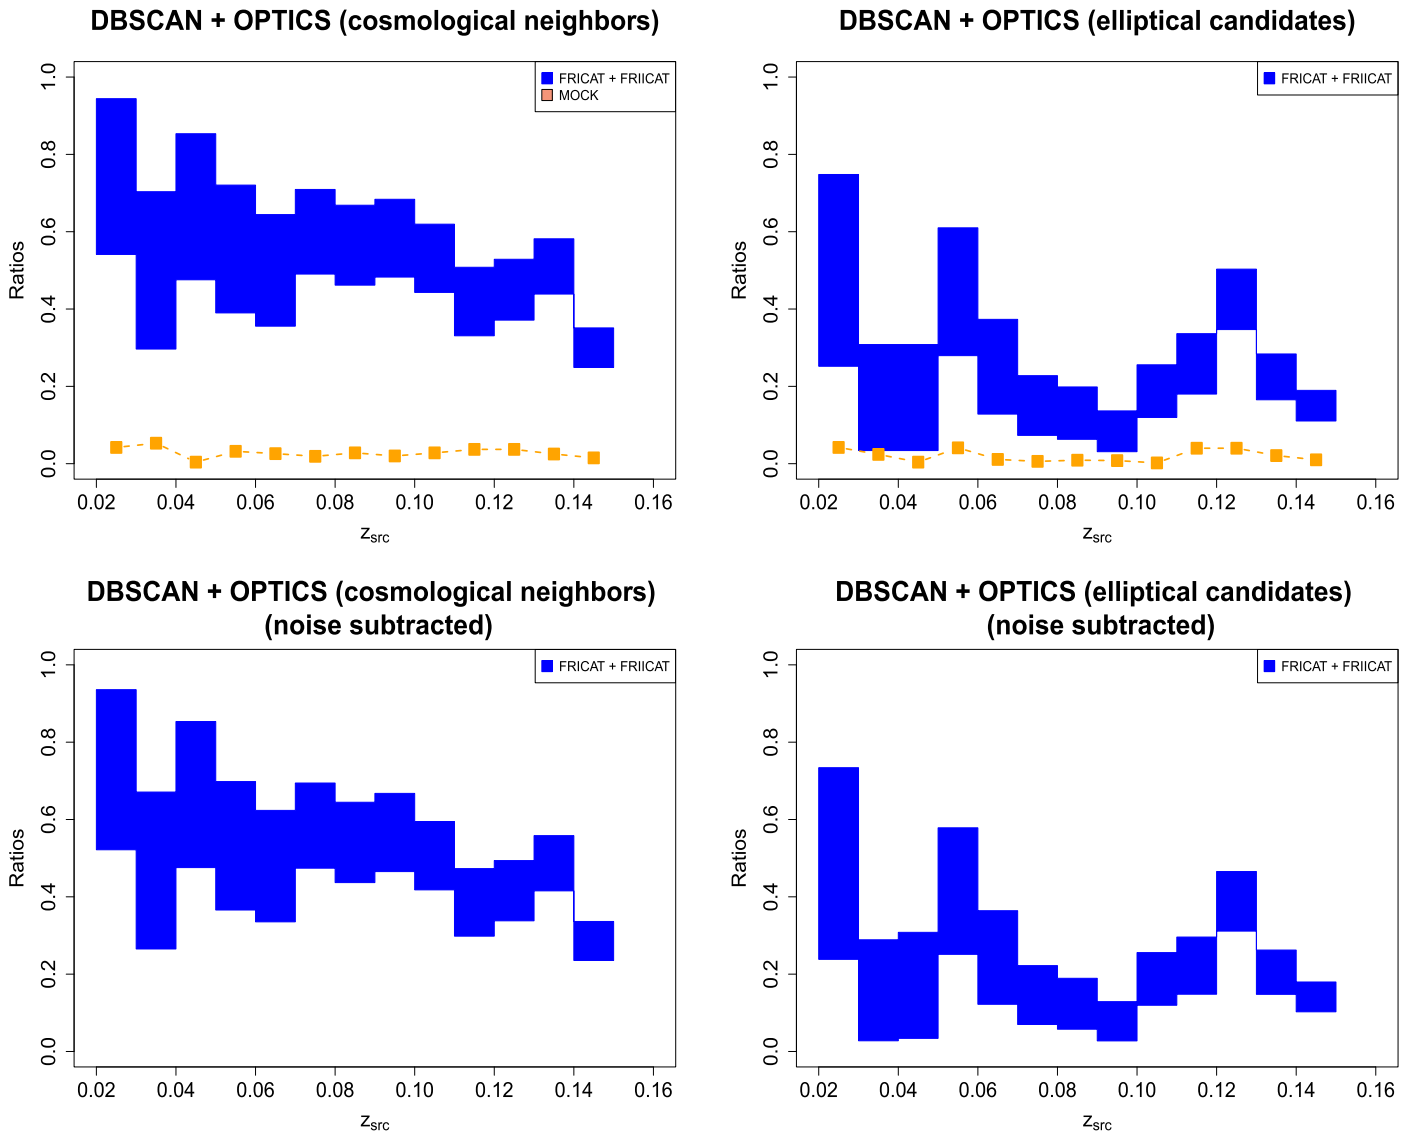 DBSCAN + OPTICS (cosmological neighbors)
FRICAT + FRIICAT
MOCK
1.0
0.8
0.6
0.4
0.2
0.0
Ratios
0.02 0.04 0.06 0.08 0.10 0.12 0.14 0.16
zsrc
DBSCAN + OPTICS (elliptical candidates)
FRICAT + FRIICAT
1.0
0.8
0.6
0.4
0.2
0.0
Ratios
0.02 0.04 0.06 0.08 0.10 0.12 0.14 0.16
zsrc
DBSCAN + OPTICS (cosmological neighbors)
(noise subtracted)
FRICAT + FRIICAT
1.0
0.8
0.6
0.4
0.2
0.0
Ratios
0.02 0.04 0.06 0.08 0.10 0.12 0.14 0.16
zsrc
DBSCAN + OPTICS (elliptical candidates)
(noise subtracted)
FRICAT + FRIICAT
1.0
0.8
0.6
0.4
0.2
0.0
Ratios
0.02 0.04 0.06 0.08 0.10 0.12 0.14 0.16
zsrc